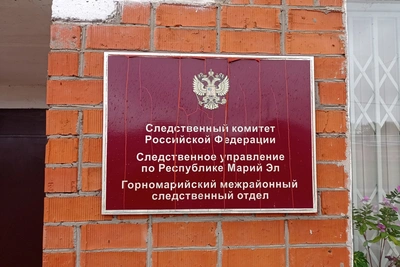 Следственный комитет
Российской Федерации
Следственное управление
по Республике Марий Эл
Горномарийский межрайонный
следственный отдел